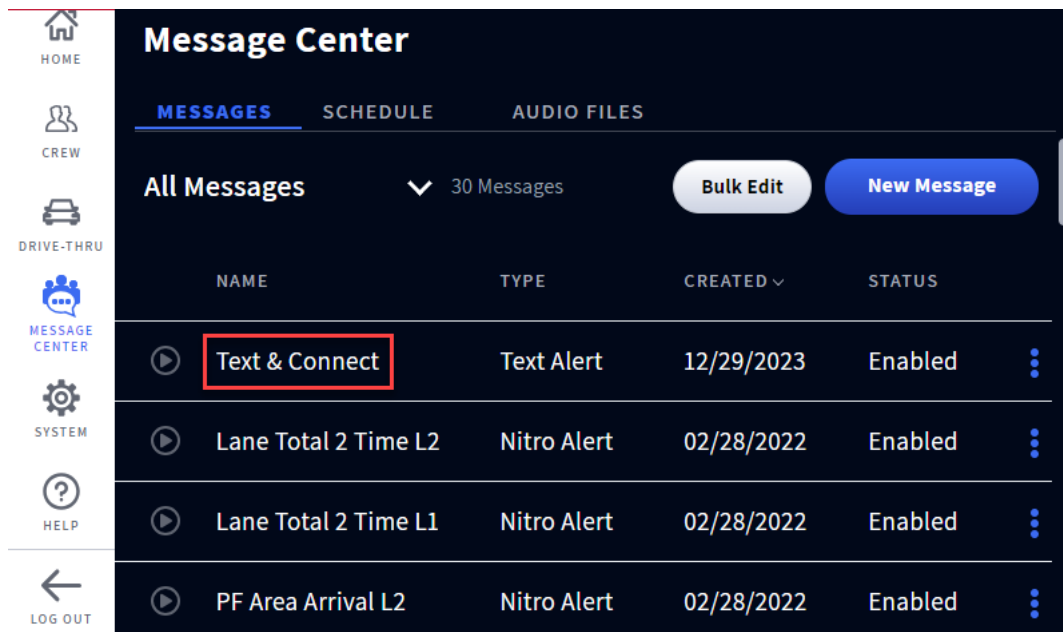 HOME
CREW
DRIVE-THRU
MESSAGE
CENTER
SYSTEM
HELP
LOG OUT
Message Center
MESSAGES SCHEDULE AUDIO FILES
All Messages 30 Messages Bulk Edit New Message
NAME TYPE CREATED STATUS
Text & Connect Text Alert 12/29/2023 Enabled
Lane Total 2 Time L2 Nitro Alert 02/28/2022 Enabled
Lane Total 2 Time L1 Nitro Alert 02/28/2022 Enabled
PF Area Arrival L2 Nitro Alert 02/28/2022 Enabled